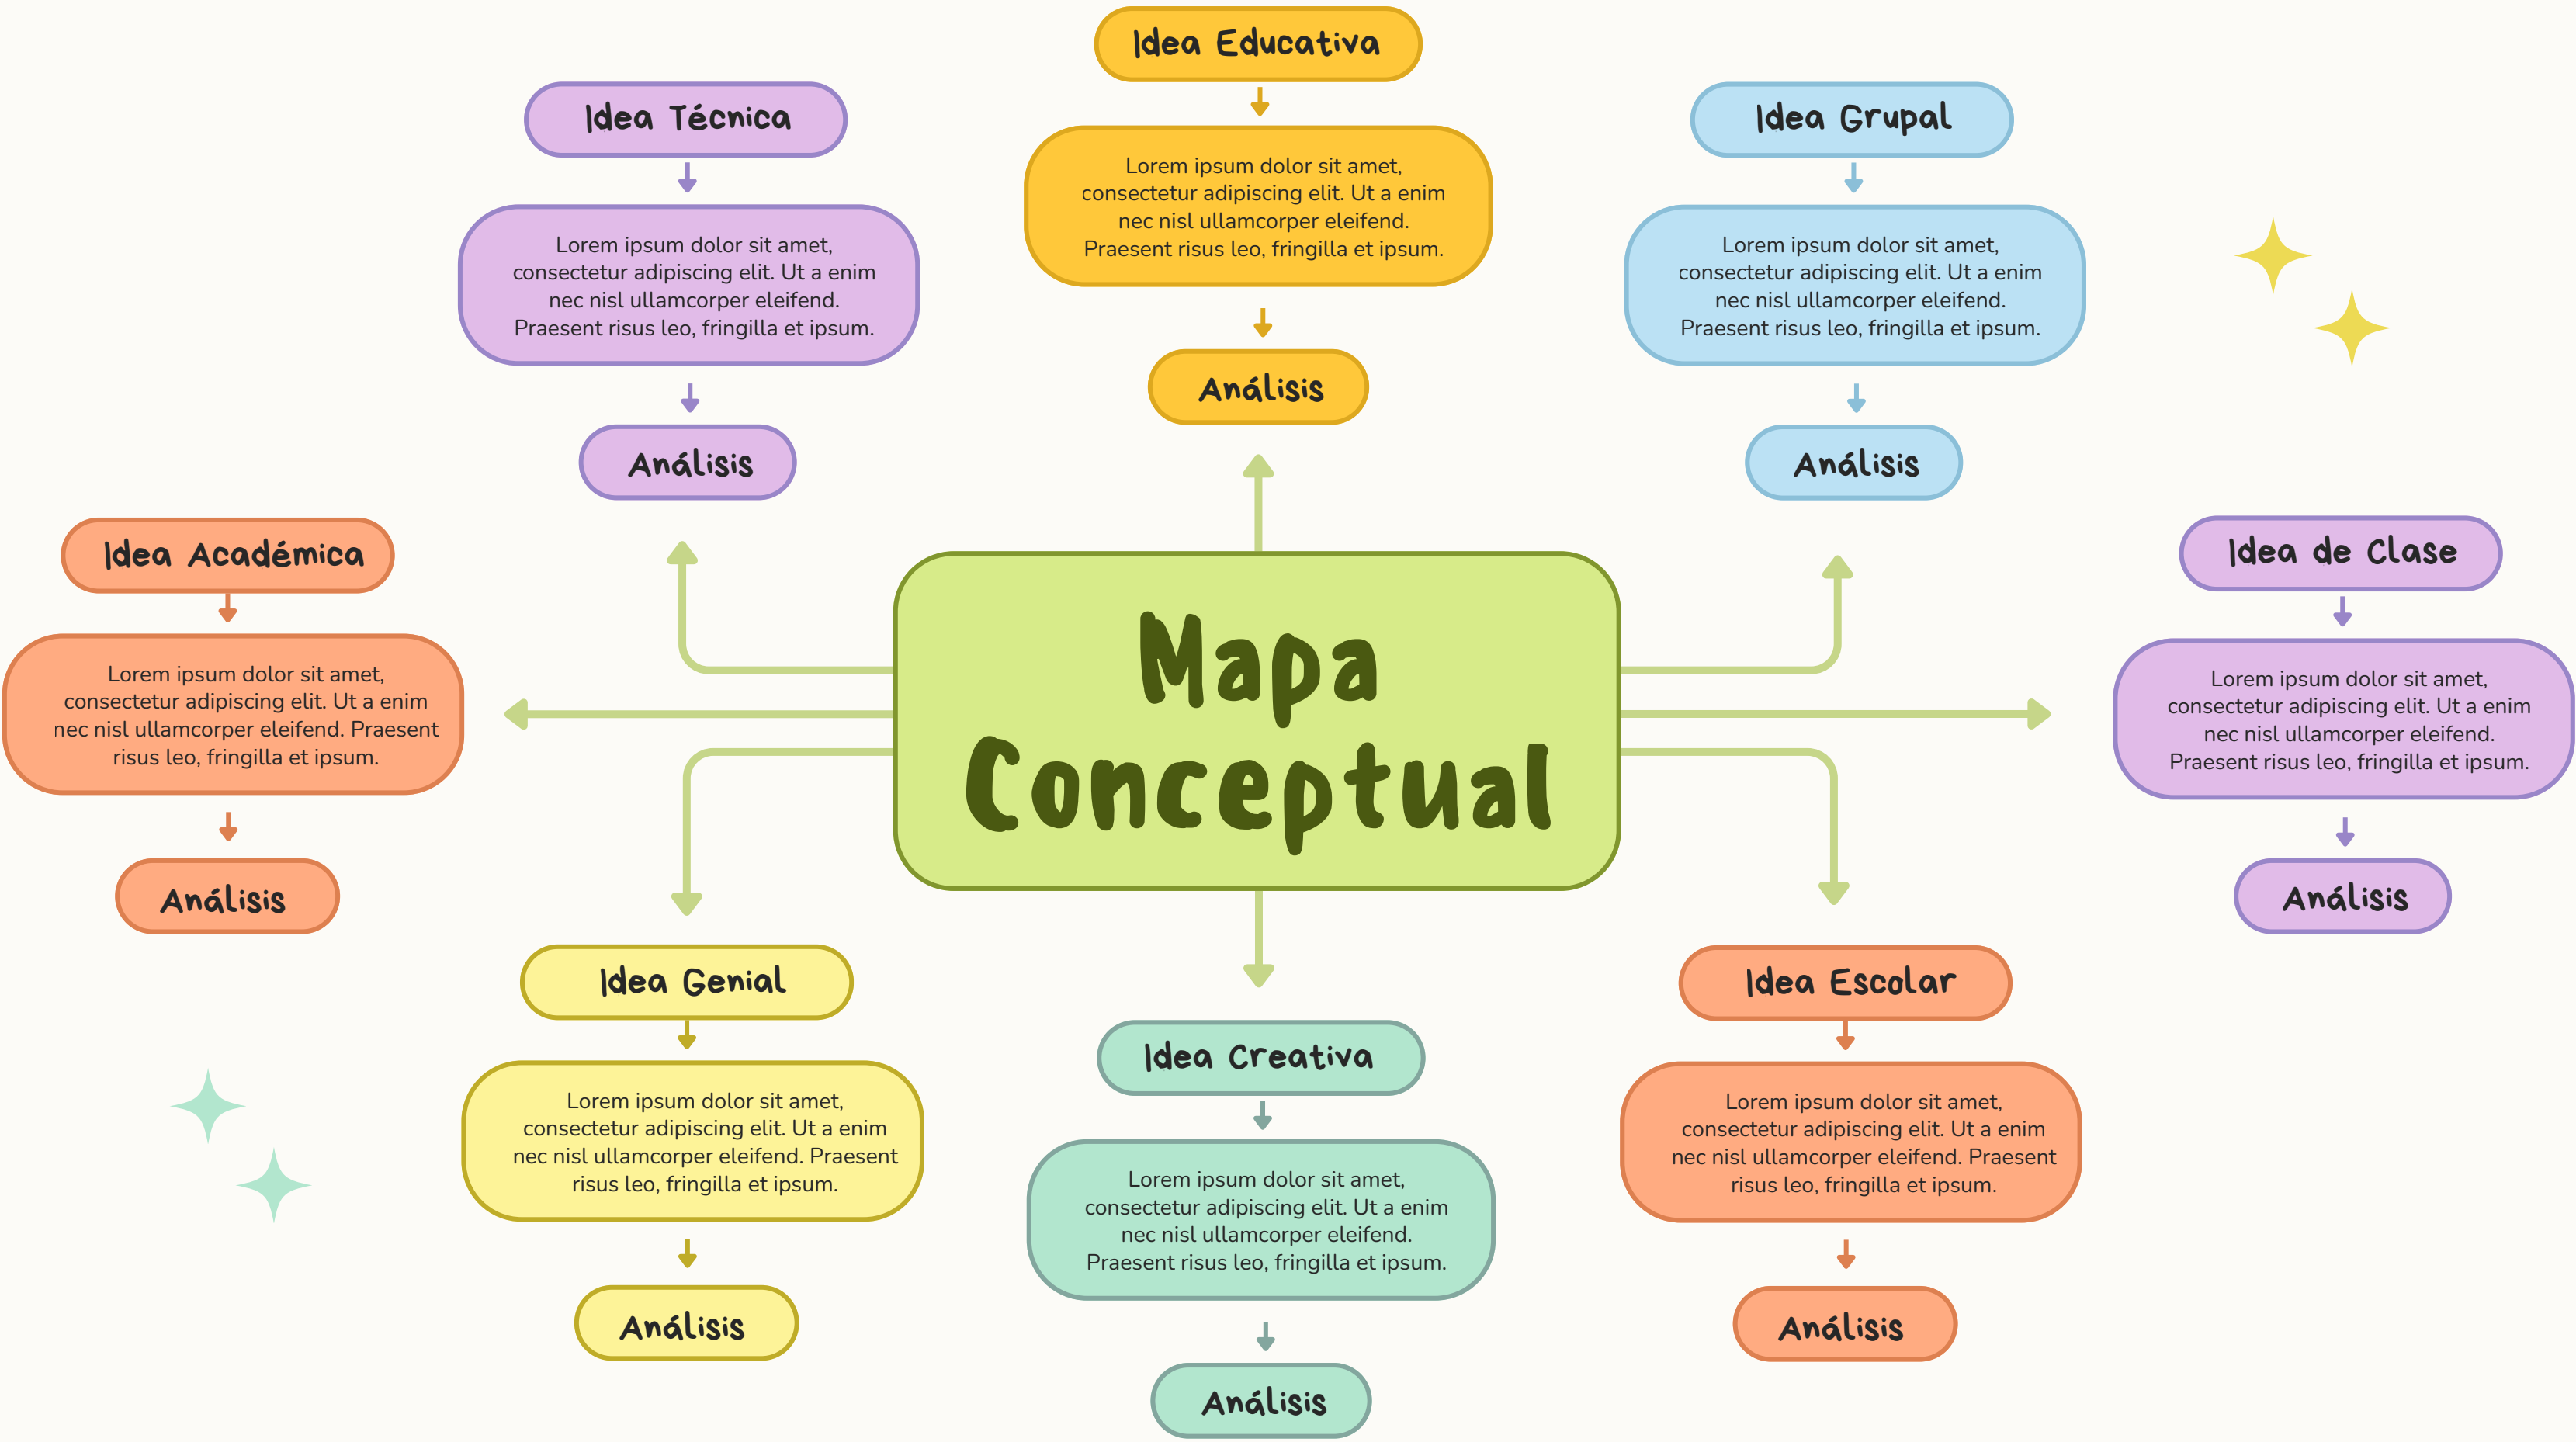 Idea Educativa
Lorem ipsum dolor sit amet,
consectetur adipiscing elit. Ut a enim
nec nisl ullamcorper eleifend.
Praesent risus leo, fringilla et ipsum.
Análisis
Idea Técnica
Lorem ipsum dolor sit amet,
consectetur adipiscing elit. Ut a enim
nec nisl ullamcorper eleifend.
Praesent risus leo, fringilla et ipsum.
Análisis
Idea Grupal
Lorem ipsum dolor sit amet,
consectetur adipiscing elit. Ut a enim
nec nisl ullamcorper eleifend.
Praesent risus leo, fringilla et ipsum.
Análisis
Idea Académica
Lorem ipsum dolor sit amet,
consectetur adipiscing elit. Ut a enim
nec nisl ullamcorper eleifend. Praesent
risus leo, fringilla et ipsum.
Análisis
Mapa
Conceptual
Idea de Clase
Lorem ipsum dolor sit amet,
consectetur adipiscing elit. Ut a enim
nec nisl ullamcorper eleifend.
Praesent risus leo, fringilla et ipsum.
Análisis
Idea Genial
Lorem ipsum dolor sit amet,
consectetur adipiscing elit. Ut a enim
nec nisl ullamcorper eleifend. Praesent
risus leo, fringilla et ipsum.
Análisis
Idea Creativa
Lorem ipsum dolor sit amet,
consectetur adipiscing elit. Ut a enim
nec nisl ullamcorper eleifend.
Praesent risus leo, fringilla et ipsum.
Análisis
Idea Escolar
Lorem ipsum dolor sit amet,
consectetur adipiscing elit. Ut a enim
nec nisl ullamcorper eleifend. Praesent
risus leo, fringilla et ipsum.
Análisis